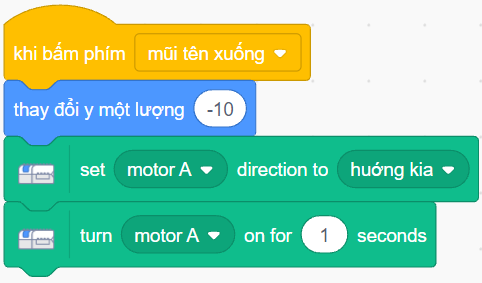 khi bấm phím mũi tên xuống
thay đổi y một lượng -10
set motor A direction to hướng kia
turn motor A on for 1 seconds